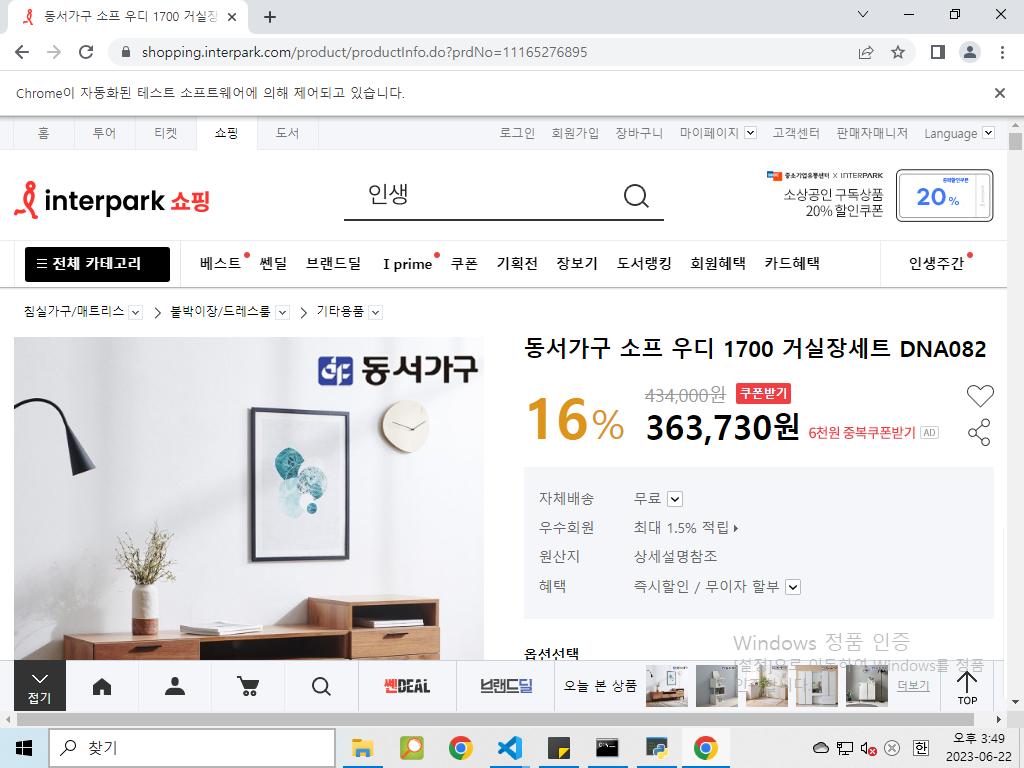 동서가구 소프 우디 1700 거실장
shopping.interpark.com/product/productInfo.do?prdNo=11165276895
Chrome이 자동화된 테스트 소프트웨어에 의해 제어되고 있습니다.
홈 투어 티켓 쇼핑 도서 로그인 회원가입 장바구니 마이페이지 고객센터 판매자매니저 Language
interpark 쇼핑
인생
중소기업유통센터 X INTERPARK
소상공인 구독상품
20% 할인쿠폰
중복할인쿠폰
20%
전체 카테고리 베스트 쎈딜 브랜드딜 I prime 쿠폰 기획전 장보기 도서랭킹 회원혜택 카드혜택 인생주간
침실가구/매트리스 붙박이장/드레스룸 기타용품
동서가구
동서가구 소프 우디 1700 거실장세트 DNA082
16%
434,000원 쿠폰받기
363,730원 6천원 중복쿠폰받기 AD
자체배송 무료
우수회원 최대 1.5% 적립
원산지 상세설명참조
혜택 즉시할인 / 무이자 할부
옵션선택
Windows 정품 인증
[설정]으로 이동하여 Windows를 정품
접기
쎈DEAL
브랜드딜
오늘 본 상품
더보기
TOP
찾기
한
오후 3:49
2023-06-22